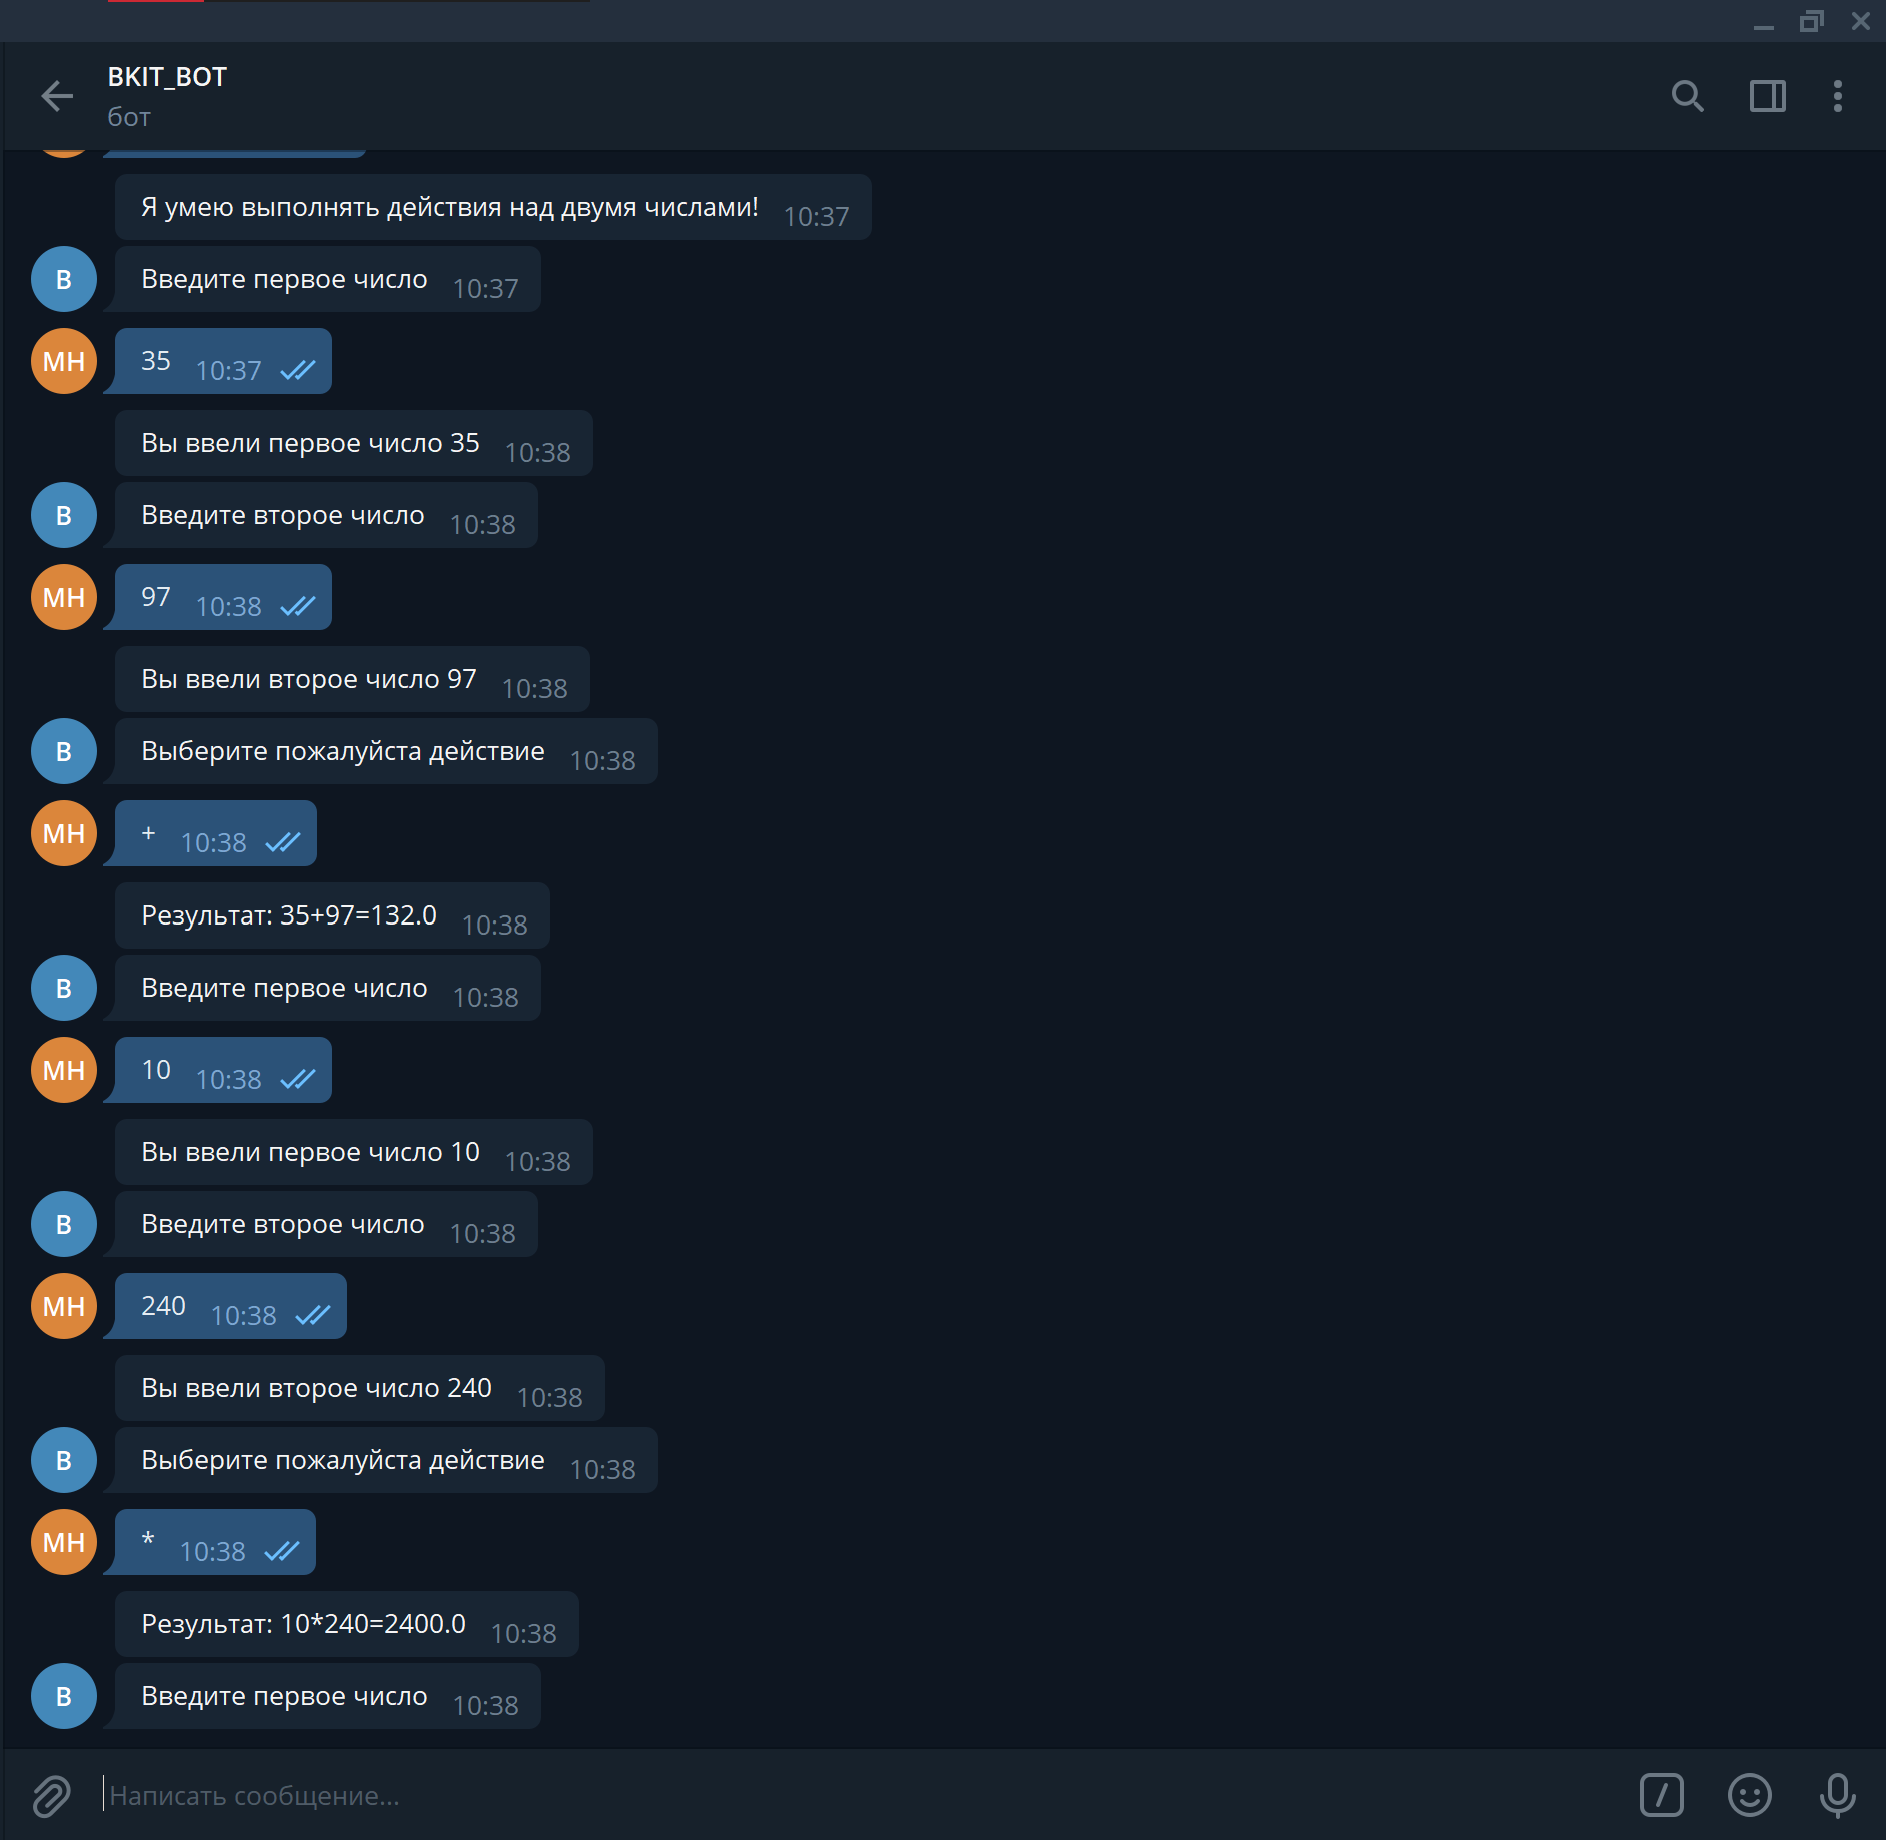 BKIT_BOT
бот
Я умею выполнять действия над двумя числами! 10:37
B
Введите первое число 10:37
МН
35 10:37
Вы ввели первое число 35 10:38
B
Введите второе число 10:38
МН
97 10:38
Вы ввели второе число 97 10:38
B
Выберите пожалуйста действие 10:38
МН
+ 10:38
Результат: 35+97=132.0 10:38
B
Введите первое число 10:38
МН
10 10:38
Вы ввели первое число 10 10:38
B
Введите второе число 10:38
МН
240 10:38
Вы ввели второе число 240 10:38
B
Выберите пожалуйста действие 10:38
МН
* 10:38
Результат: 10*240=2400.0 10:38
B
Введите первое число 10:38
Написать сообщение...